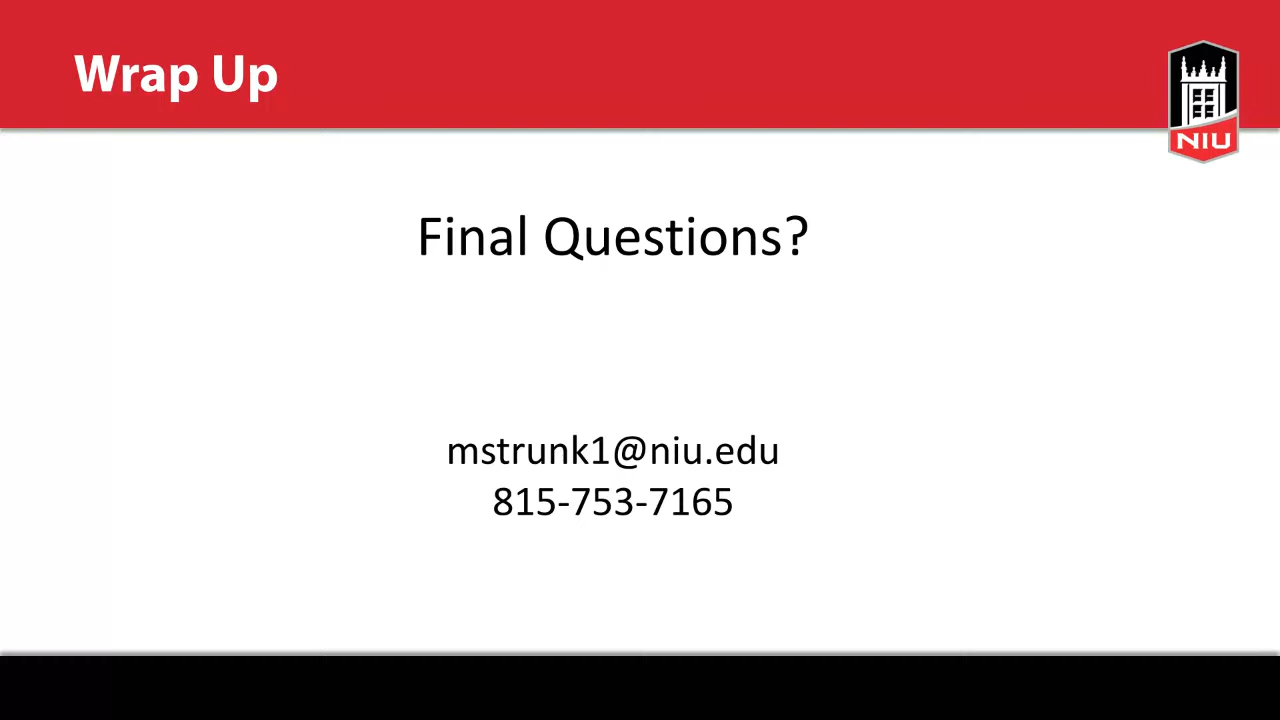 Wrap Up
NIU
Final Questions?
mstrunk1@niu.edu
815-753-7165